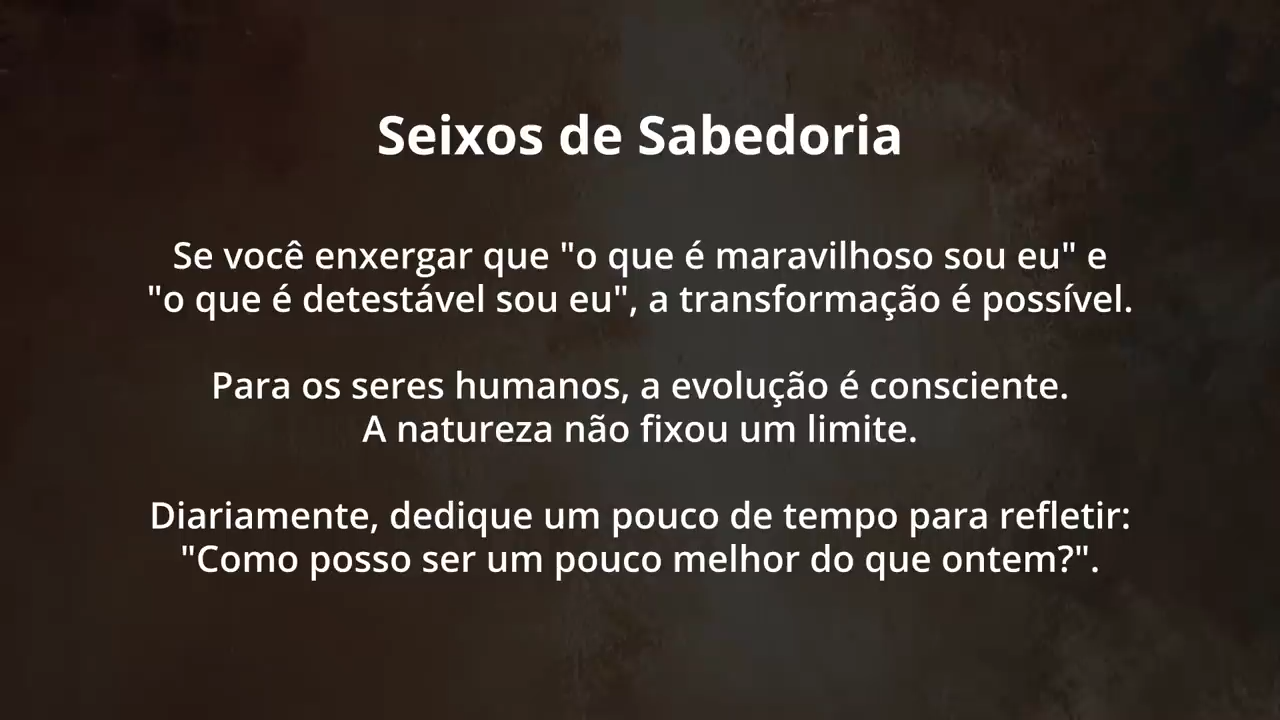 Seixos de Sabedoria
Se você enxergar que "o que é maravilhoso sou eu" e
"o que é detestável sou eu", a transformação é possível.
Para os seres humanos, a evolução é consciente.
A natureza não fixou um limite.
Diariamente, dedique um pouco de tempo para refletir:
"Como posso ser um pouco melhor do que ontem?".